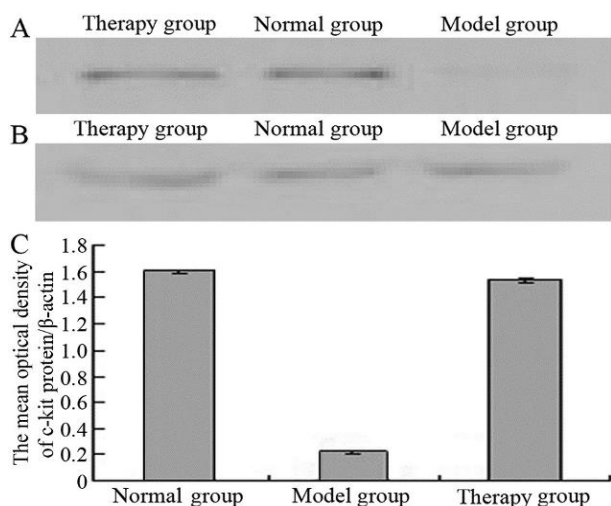 A
Therapy group Normal group Model group
B
Therapy group Normal group Model group
C
The mean optical density
of c-kit protein/β-actin
1.8
1.6
1.4
1.2
1.0
0.8
0.6
0.4
0.2
0
Normal group Model group Therapy group